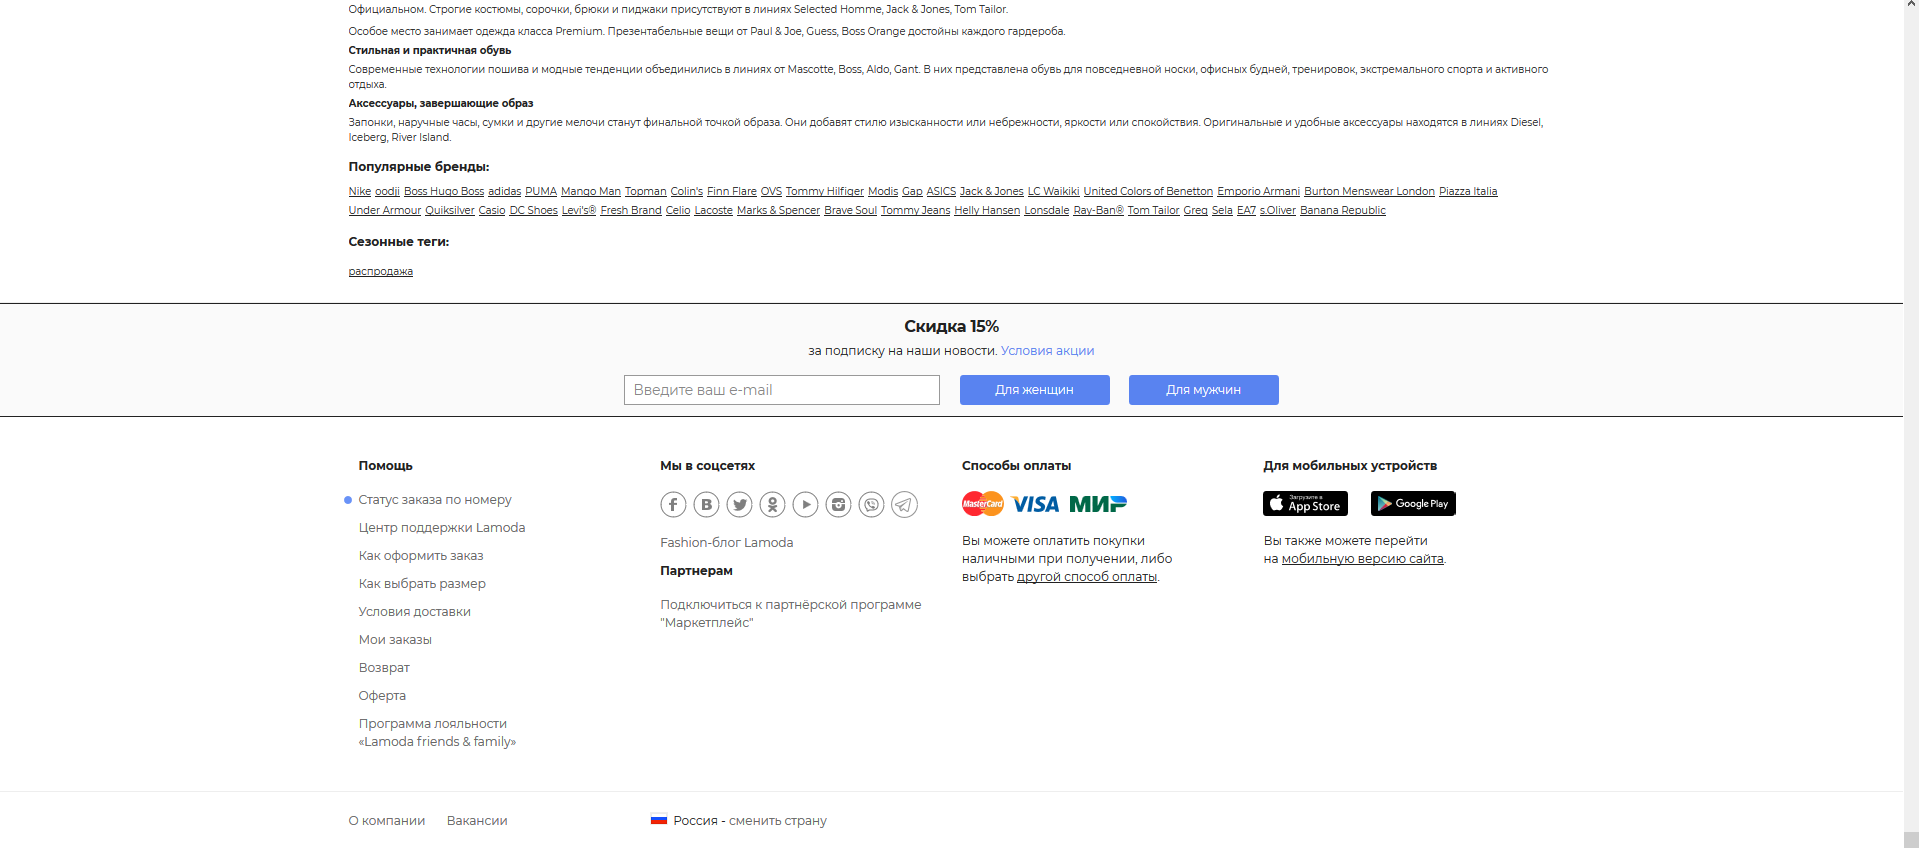 Официальном. Строгие костюмы, сорочки, брюки и пиджаки присутствуют в линиях Selected Homme, Jack & Jones, Tom Tailor.
Особое место занимает одежда класса Premium. Презентабельные вещи от Paul & Joe, Guess, Boss Orange достойны каждого гардероба.
Стильная и практичная обувь
Современные технологии пошива и модные тенденции объединились в линиях от Mascotte, Boss, Aldo, Gant. В них представлена обувь для повседневной носки, офисных будней, тренировок, экстремального спорта и активного
отдыха.
Аксессуары, завершающие образ
Запонки, наручные часы, сумки и другие мелочи станут финальной точкой образа. Они добавят стилю изысканности или небрежности, яркости или спокойствия. Оригинальные и удобные аксессуары находятся в линиях Diesel,
Iceberg, River Island.
Популярные бренды:
Nike oodji Boss Hugo Boss adidas PUMA Mango Man Topman Colin's Finn Flare OVS Tommy Hilfiger Modis Gap ASICS Jack & Jones LC Waikiki United Colors of Benetton Emporio Armani Burton Menswear London Piazza Italia
Under Armour Quiksilver Casio DC Shoes Levi's® Fresh Brand Celio Lacoste Marks & Spencer Brave Soul Tommy Jeans Helly Hansen Lonsdale Ray-Ban® Tom Tailor Greg Sela EA7 s.Oliver Banana Republic
Сезонные теги:
распродажа
Скидка 15%
за подписку на наши новости. Условия акции
Введите ваш e-mail
Для женщин
Для мужчин
Помощь
Статус заказа по номеру
Центр поддержки Lamoda
Как оформить заказ
Как выбрать размер
Условия доставки
Мои заказы
Возврат
Оферта
Программа лояльности
«Lamoda friends & family»
Мы в соцсетях
Fashion-блог Lamoda
Партнерам
Подключиться к партнёрской программе
"Маркетплейс"
Способы оплаты
MasterCard VISA МИР
Вы можете оплатить покупки
наличными при получении, либо
выбрать другой способ оплаты.
Для мобильных устройств
Загрузите в
App Store
Google Play
Вы также можете перейти
на мобильную версию сайта.
О компании Вакансии Россия - сменить страну